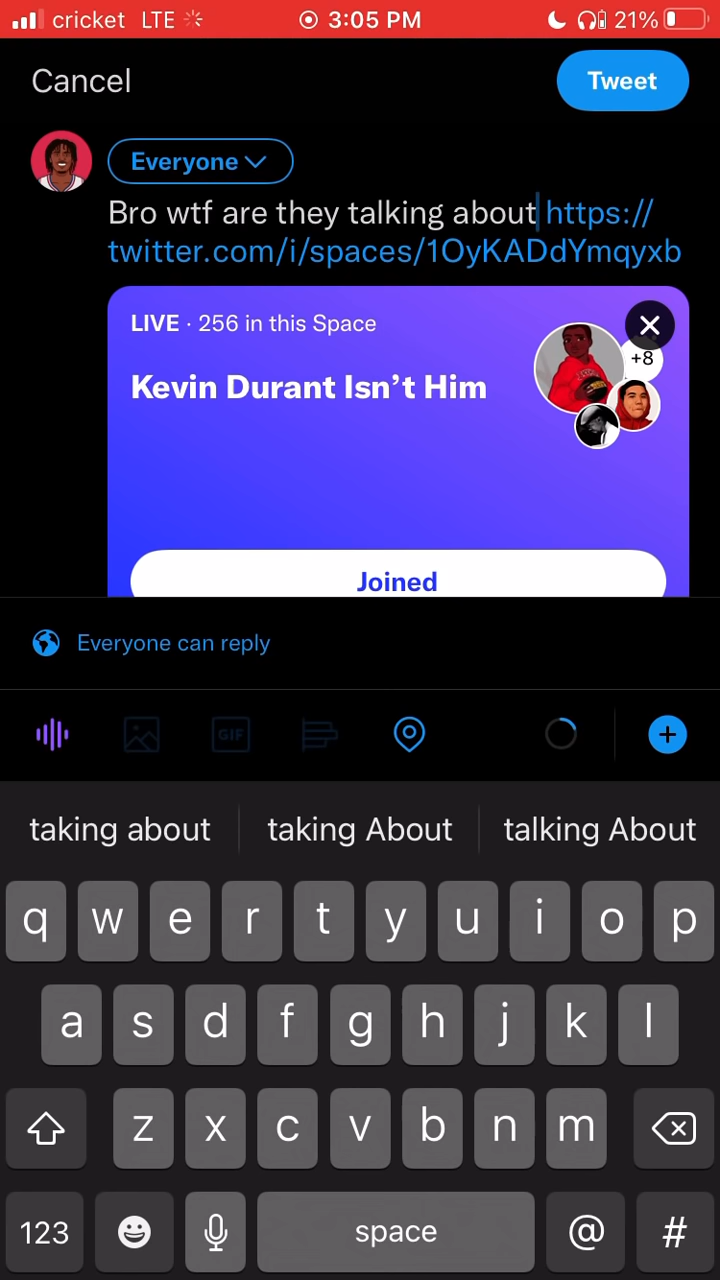 cricket LTE 3:05 PM 21%
Cancel Tweet
Everyone
Bro wtf are they talking about https://
twitter.com/i/spaces/1OyKADdYmqyxb
LIVE · 256 in this Space
+8
Kevin Durant Isn’t Him
Joined
Everyone can reply
GIF
taking about taking About talking About
q w e r t y u i o p
a s d f g h j k l
z x c v b n m
123 space @ #